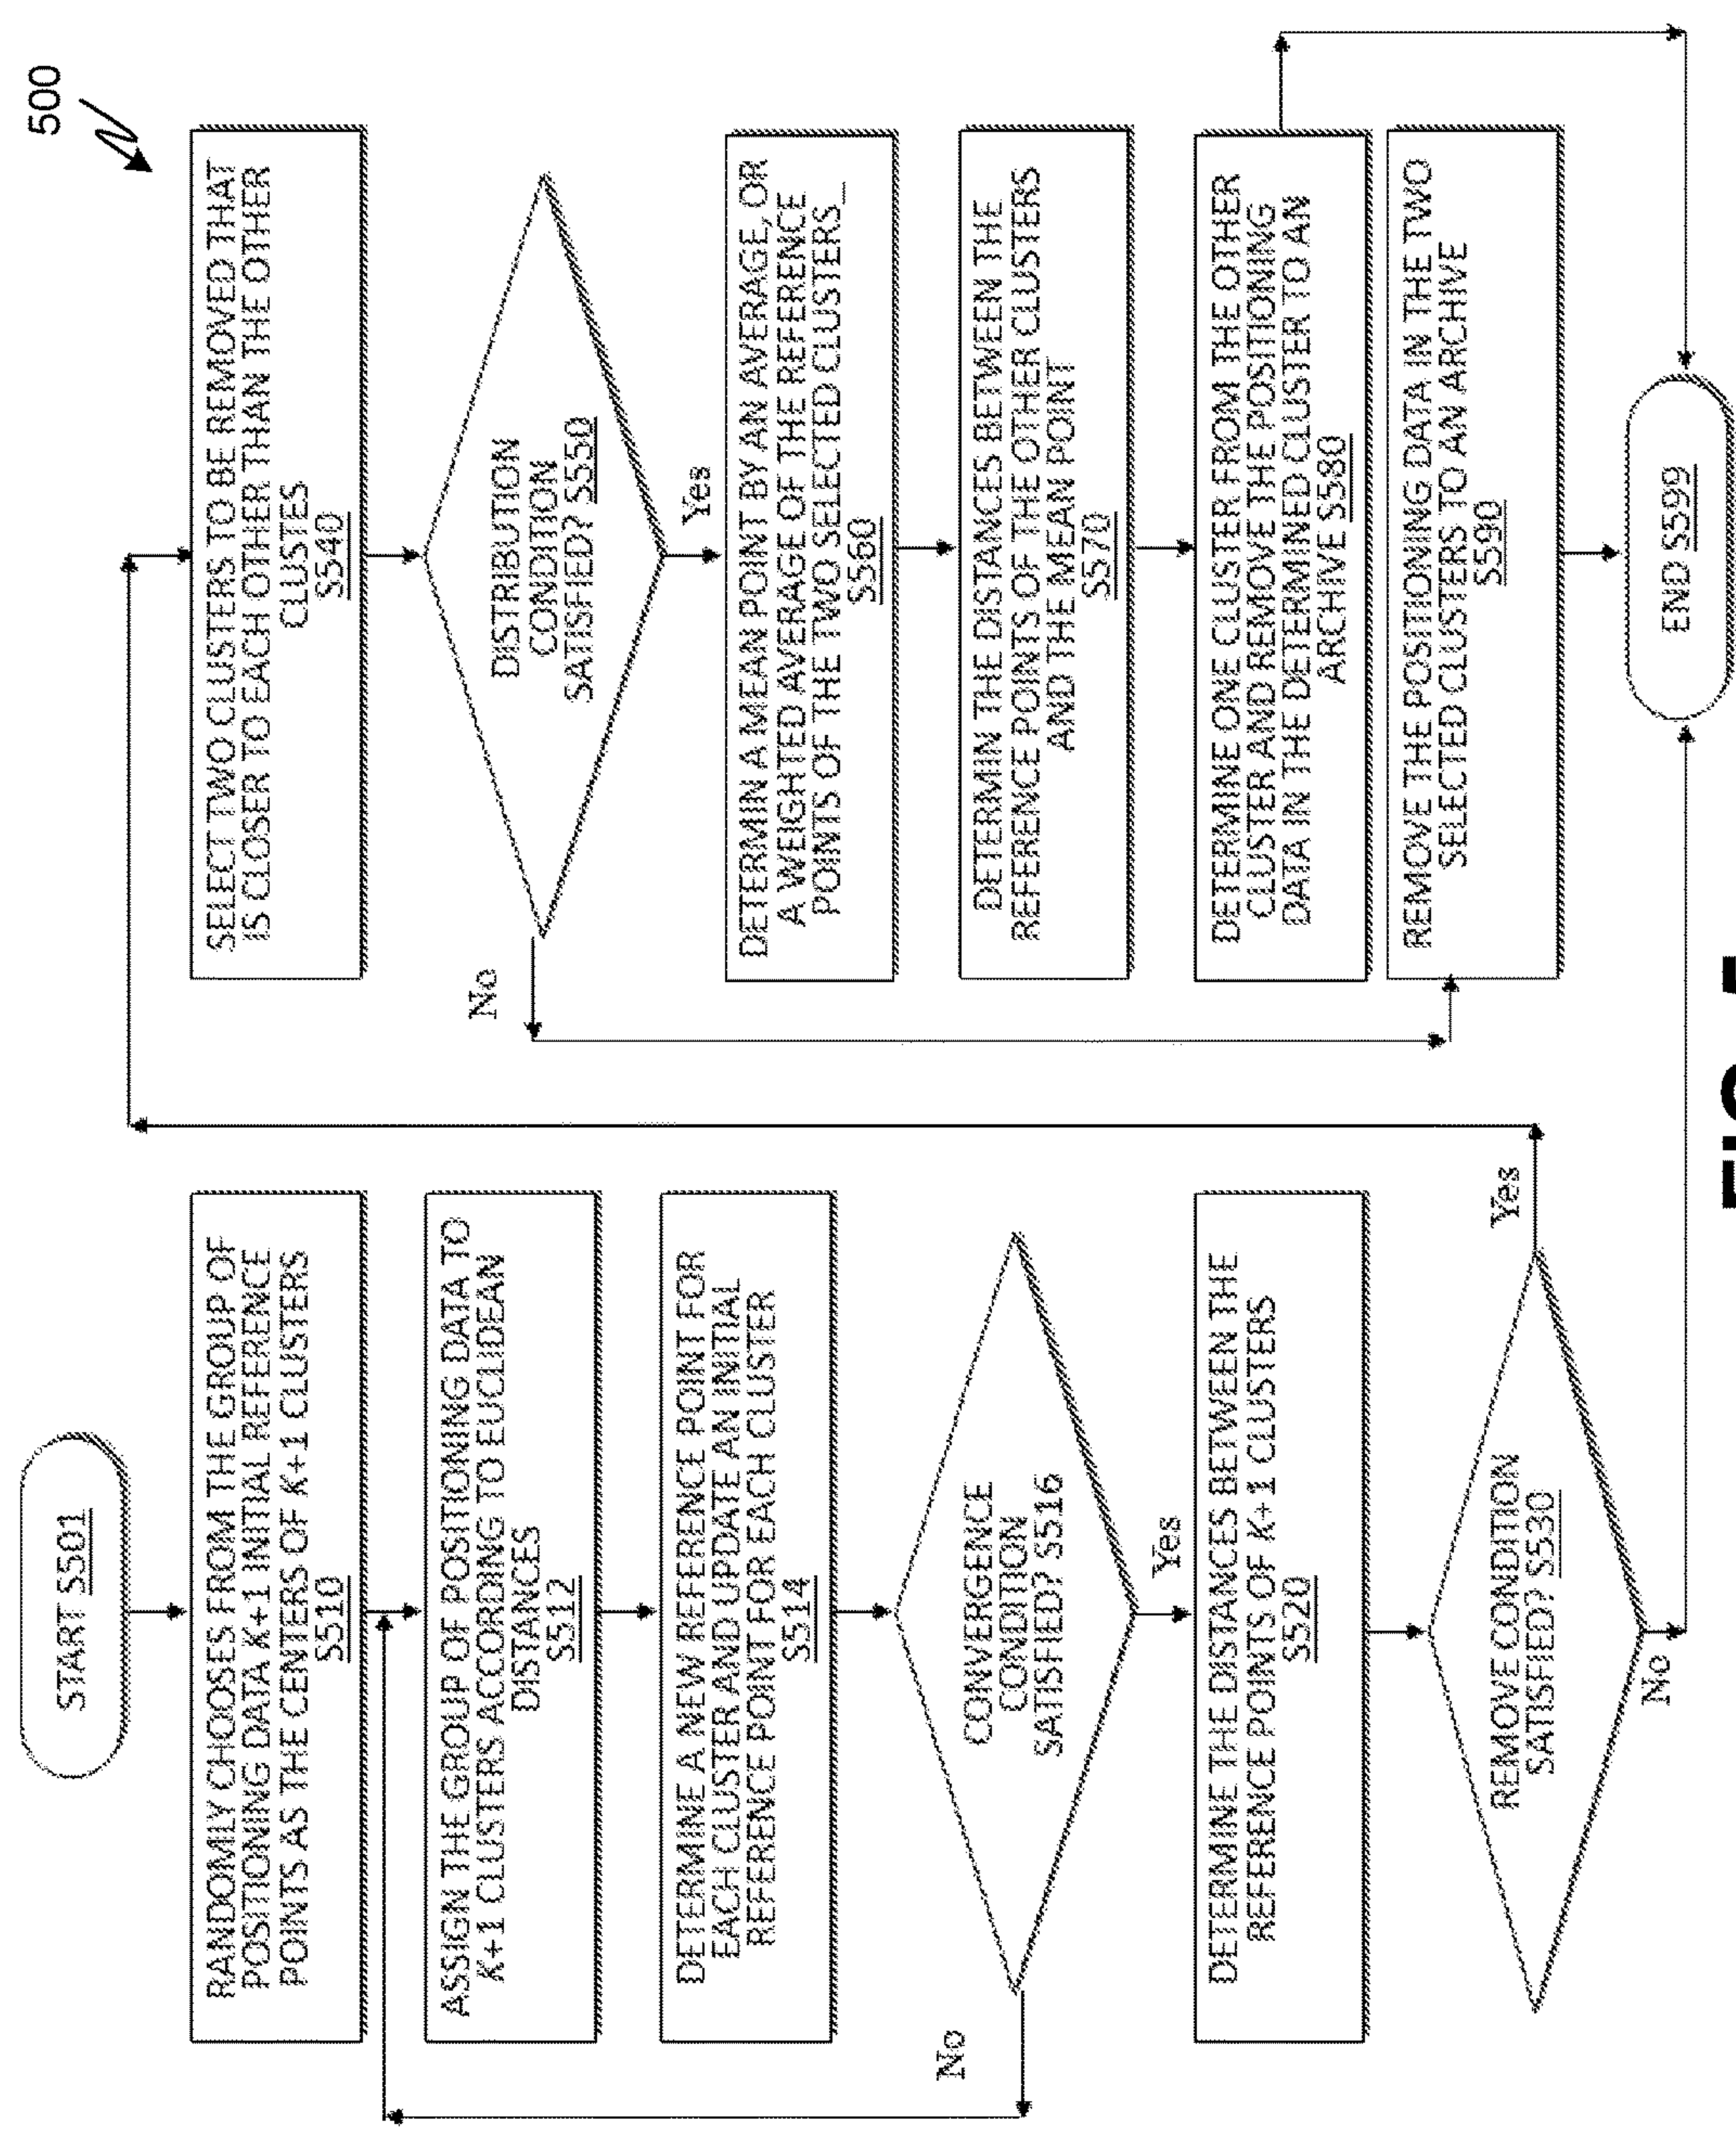 500
START S501
RANDOMLY CHOOSES FROM THE GROUP OF
POSITIONING DATA K+1 INITIAL REFERENCE
POINTS AS THE CENTERS OF K+1 CLUSTERS
S510
ASSIGN THE GROUP OF POSITIONING DATA TO
K+1 CLUSTERS ACCORDING TO EUCLIDEAN
DISTANCES
S512
DETERMINE A NEW REFERENCE POINT FOR
EACH CLUSTER AND UPDATE AN INITIAL
REFERENCE POINT FOR EACH CLUSTER
S514
CONVERGENCE
CONDITION
SATISFIED? S516
No
Yes
DETERMINE THE DISTANCES BETWEEN THE
REFERENCE POINTS OF K+1 CLUSTERS
S520
REMOVE CONDITION
SATISFIED? S530
Yes
No
SELECT TWO CLUSTERS TO BE REMOVED THAT
IS CLOSER TO EACH OTHER THAN THE OTHER
CLUSTES
S540
DISTRIBUTION
CONDITION
SATISFIED? S550
No
Yes
DETERMIN A MEAN POINT BY AN AVERAGE, OR
A WEIGHTED AVERAGE OF THE REFERENCE
POINTS OF THE TWO SELECTED CLUSTERS_
S560
DETERMIN THE DISTANCES BETWEEN THE
REFERENCE POINTS OF THE OTHER CLUSTERS
AND THE MEAN POINT
S570
DETERMINE ONE CLUSTER FROM THE OTHER
CLUSTER AND REMOVE THE POSITIONING
DATA IN THE DETERMINED CLUSTER TO AN
ARCHIVE S580
REMOVE THE POSITIONING DATA IN THE TWO
SELECTED CLUSTERS TO AN ARCHIVE
S590
END S599